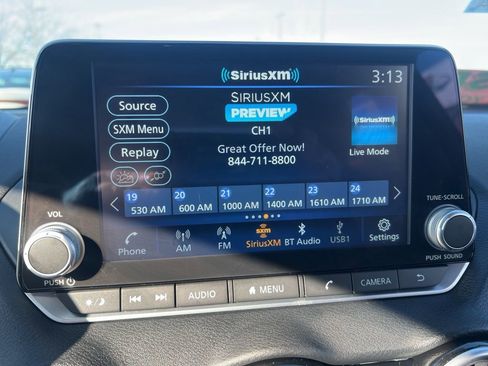 ((SiriusXm))
3:13
Source
SIRIUSXM
PREVIEW
SXM Menu
CH1
((SiriusXm))
Replay
Great Offer Now!
Live Mode
844-711-8800
19 20 21 22 23 24
530 AM 600 AM 1000 AM 1400 AM 1610 AM 1710 AM
VOL
TUNE-SCROLL
Phone AM FM SiriusXM BT Audio USB1 Settings
sxm
PUSH
PUSH SOUND
AUDIO MENU CAMERA